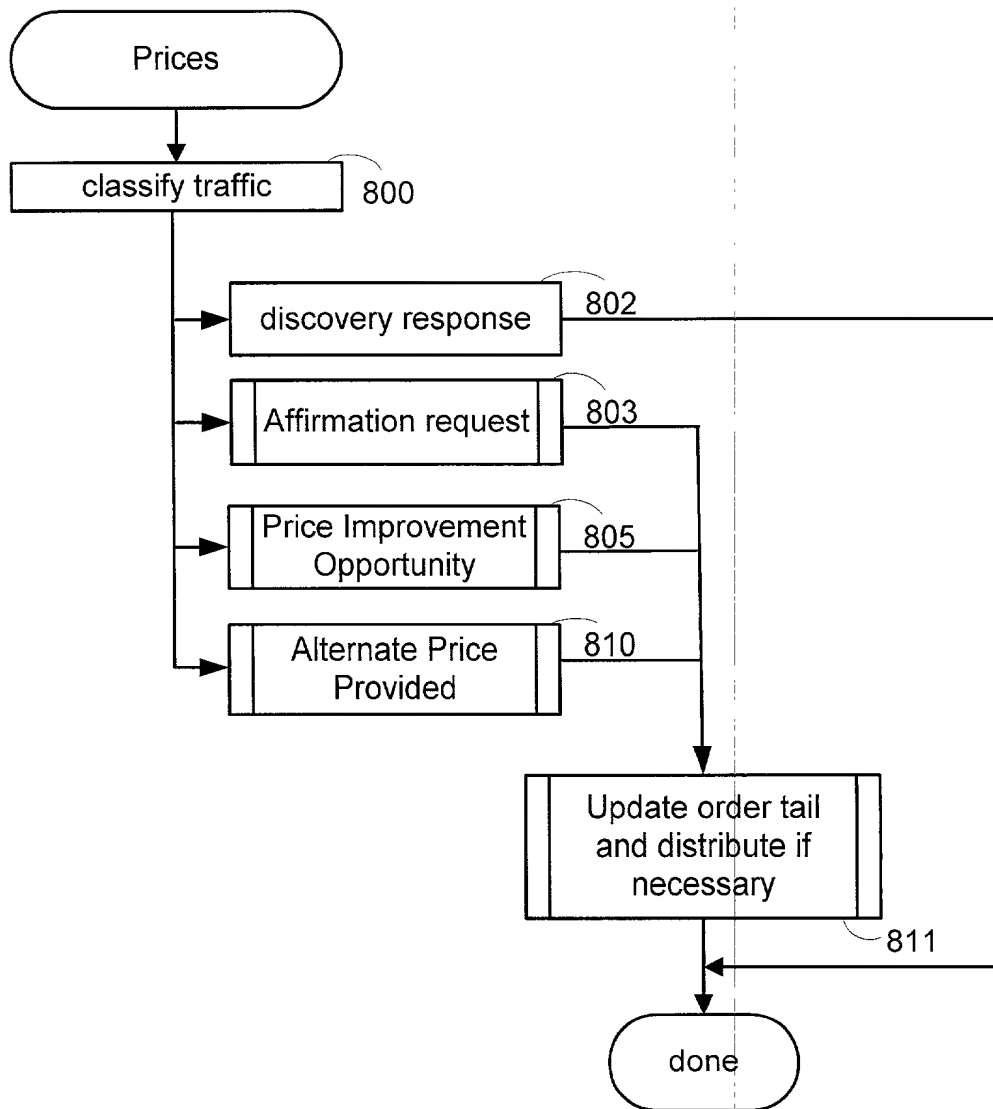 Prices
classify traffic
800
discovery response
802
Affirmation request
803
Price Improvement
Opportunity
805
Alternate Price
Provided
810
Update order tail
and distribute if
necessary
811
done